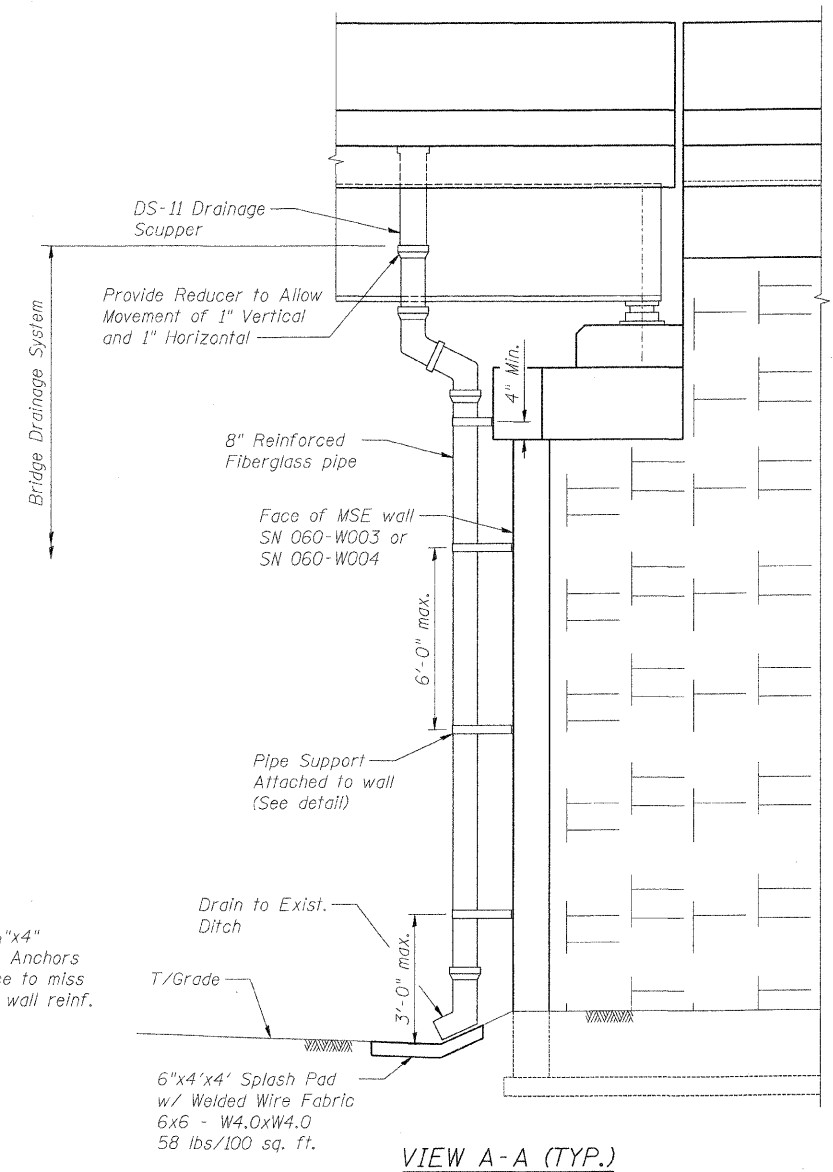 DS-11 Drainage
Scupper
Provide Reducer to Allow
Movement of 1" Vertical
and 1" Horizontal
Bridge Drainage System
4" Min.
8" Reinforced
Fiberglass pipe
Face of MSE wall
SN 060-W003 or
SN 060-W004
6'-0" max.
Pipe Support
Attached to wall
(See detail)
Drain to Exist.
Ditch
"x4"
Anchors
to miss
wall reinf.
T/Grade
3'-0" max.
6"x4'x4' Splash Pad
w/ Welded Wire Fabric
6x6 - W4.0xW4.0
58 lbs/100 sq. ft.
VIEW A-A (TYP.)